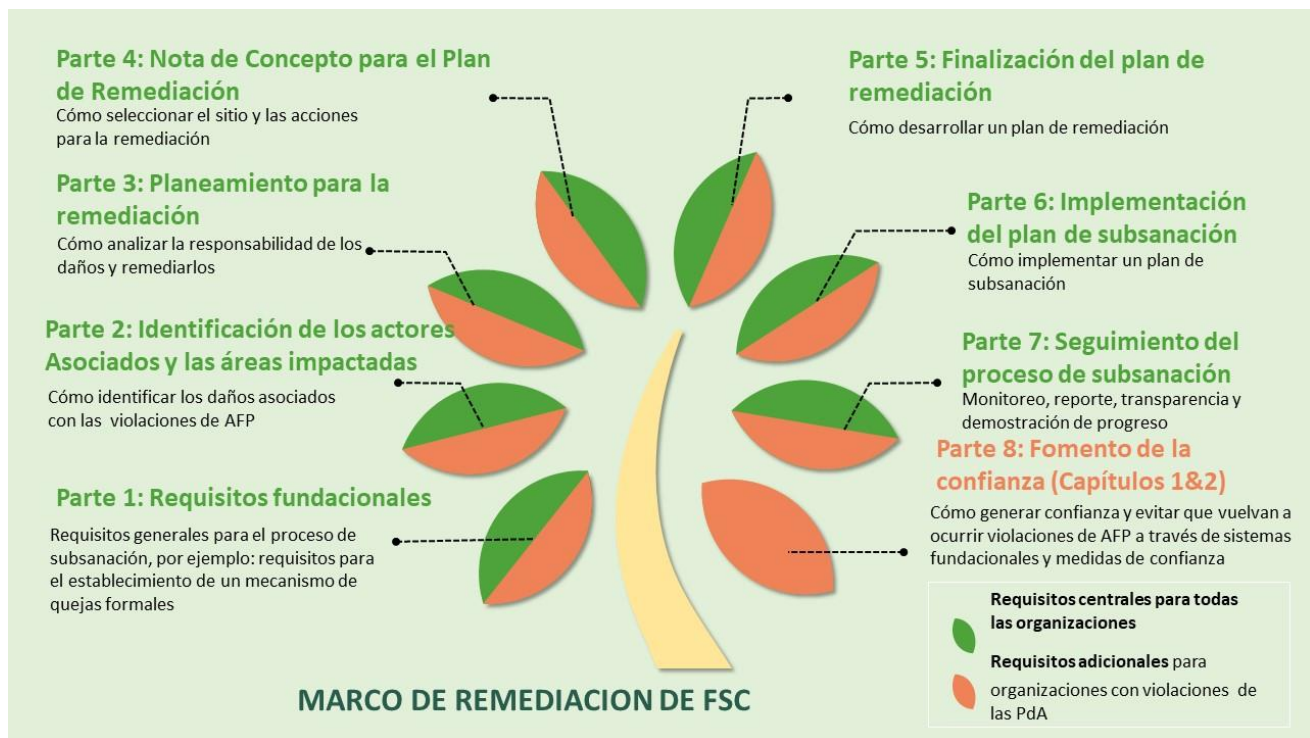 Parte 4: Nota de Concepto para el Plan
de Remediación
Cómo seleccionar el sitio y las acciones
para la remediación
Parte 3: Planeamiento para la
remediación
Cómo analizar la responsabilidad de los
daños y remediarlos
Parte 2: Identificación de los actores
Asociados y las áreas impactadas
Cómo identificar los daños asociados
con las violaciones de AFP
Parte 1: Requisitos fundacionales
Requisitos generales para el proceso de
subsanación, por ejemplo: requisitos para
el establecimiento de un mecanismo de
quejas formales
Parte 5: Finalización del plan de
remediación
Cómo desarrollar un plan de remediación
Parte 6: Implementación
del plan de subsanación
Cómo implementar un plan de
subsanación
Parte 7: Seguimiento del
proceso de subsanación
Monitoreo, reporte, transparencia y
demostración de progreso
Parte 8: Fomento de la
confianza (Capítulos 1&2)
Cómo generar confianza y evitar que vuelvan a
ocurrir violaciones de AFP a través de sistemas
fundacionales y medidas de confianza
Requisitos centrales para todas
las organizaciones
Requisitos adicionales para
organizaciones con violaciones de
las PdA
MARCO DE REMEDIACION DE FSC